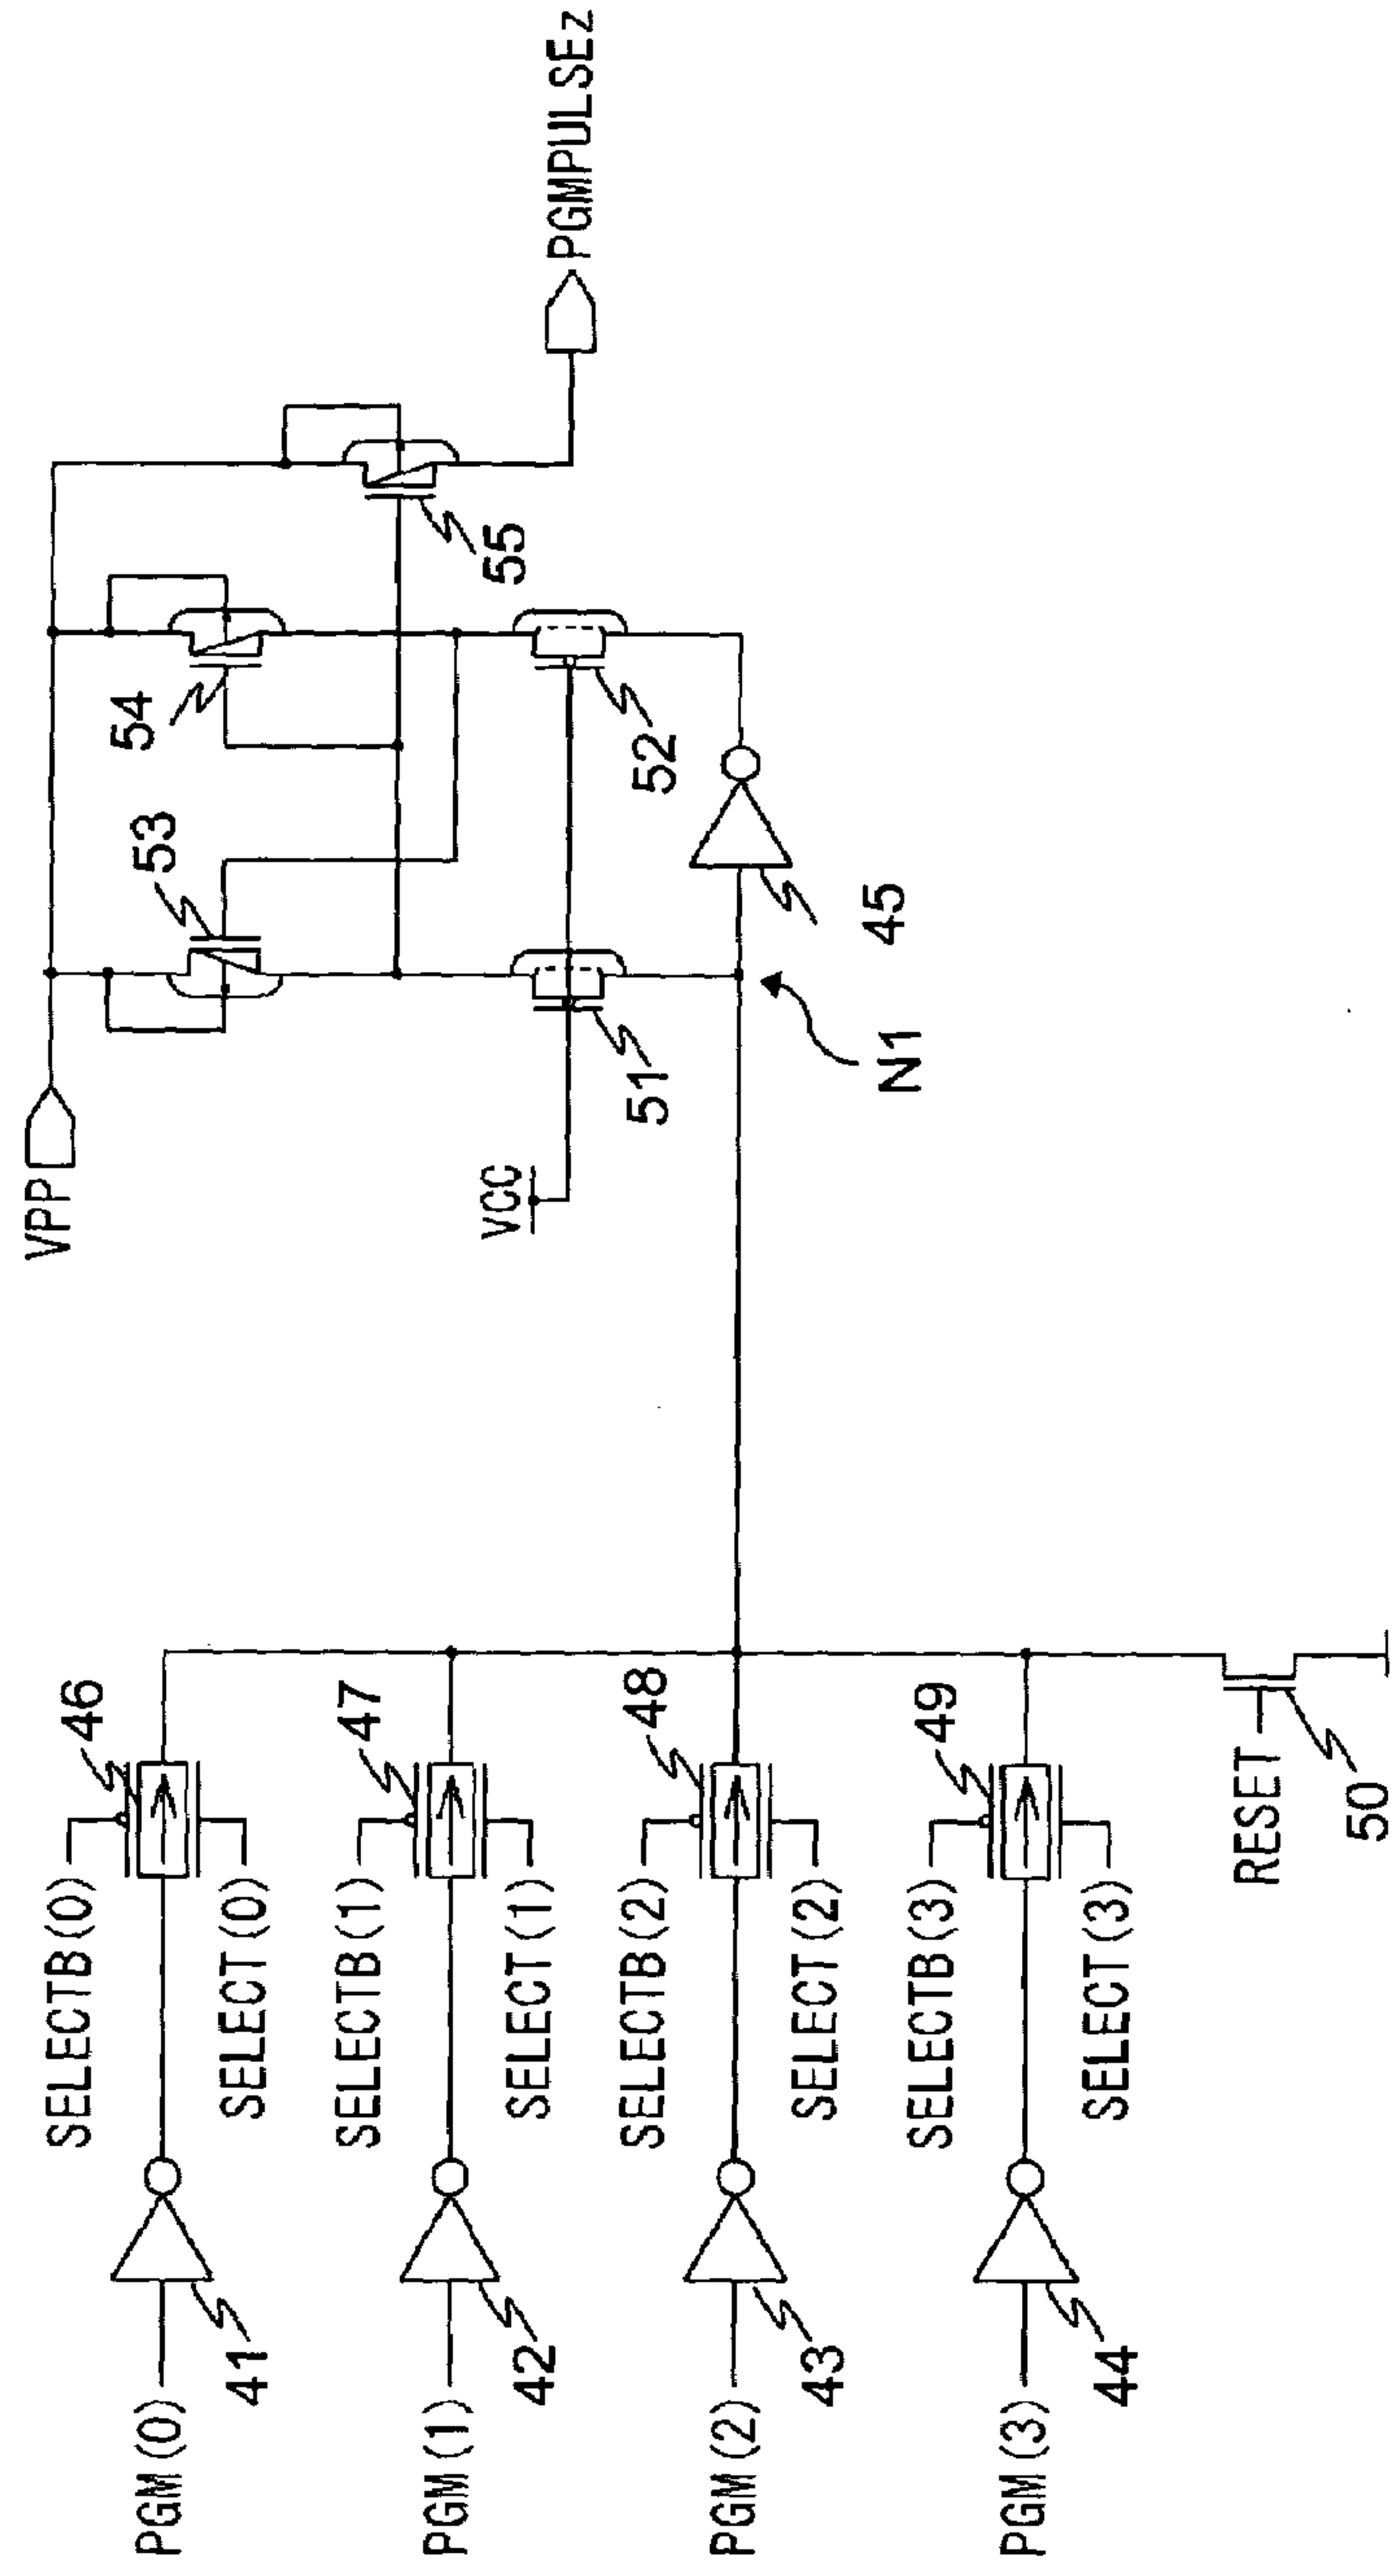 VPP
53
54
55
PGMPULSEz
VCC
51
52
45
N1
SELECTB(0)
46
PGM(0)
41
SELECT(0)
SELECTB(1)
47
PGM(1)
42
SELECT(1)
SELECTB(2)
48
PGM(2)
43
SELECT(2)
SELECTB(3)
49
PGM(3)
44
SELECT(3)
RESET
50